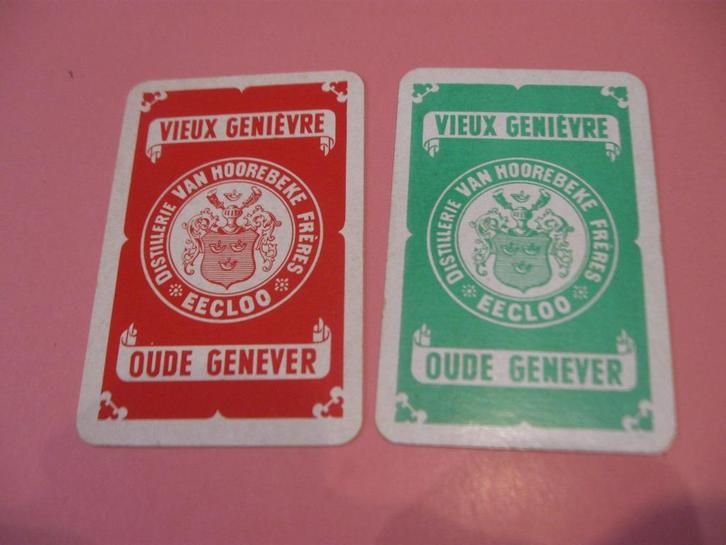 VIEUX GENIÈVRE
DISTILLERIE VAN HOOREBEKE FRÈRES
EECLOO
OUDE GENEVER
VIEUX GENIÈVRE
DISTILLERIE VAN HOOREBEKE FRÈRES
EECLOO
OUDE GENEVER